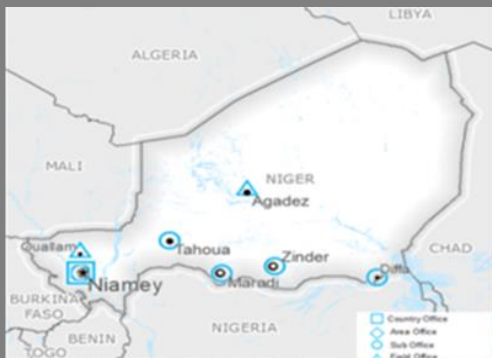 LIBYA
ALGERIA
MALI
NIGER
Agadez
Ouallam
Tahoua
Zinder
CHAD
Niamey
Maradi
Diffa
BURKINA
FASO
NIGERIA
BENIN
TOGO
Country Office
Area Office
Sub Office
Field Office